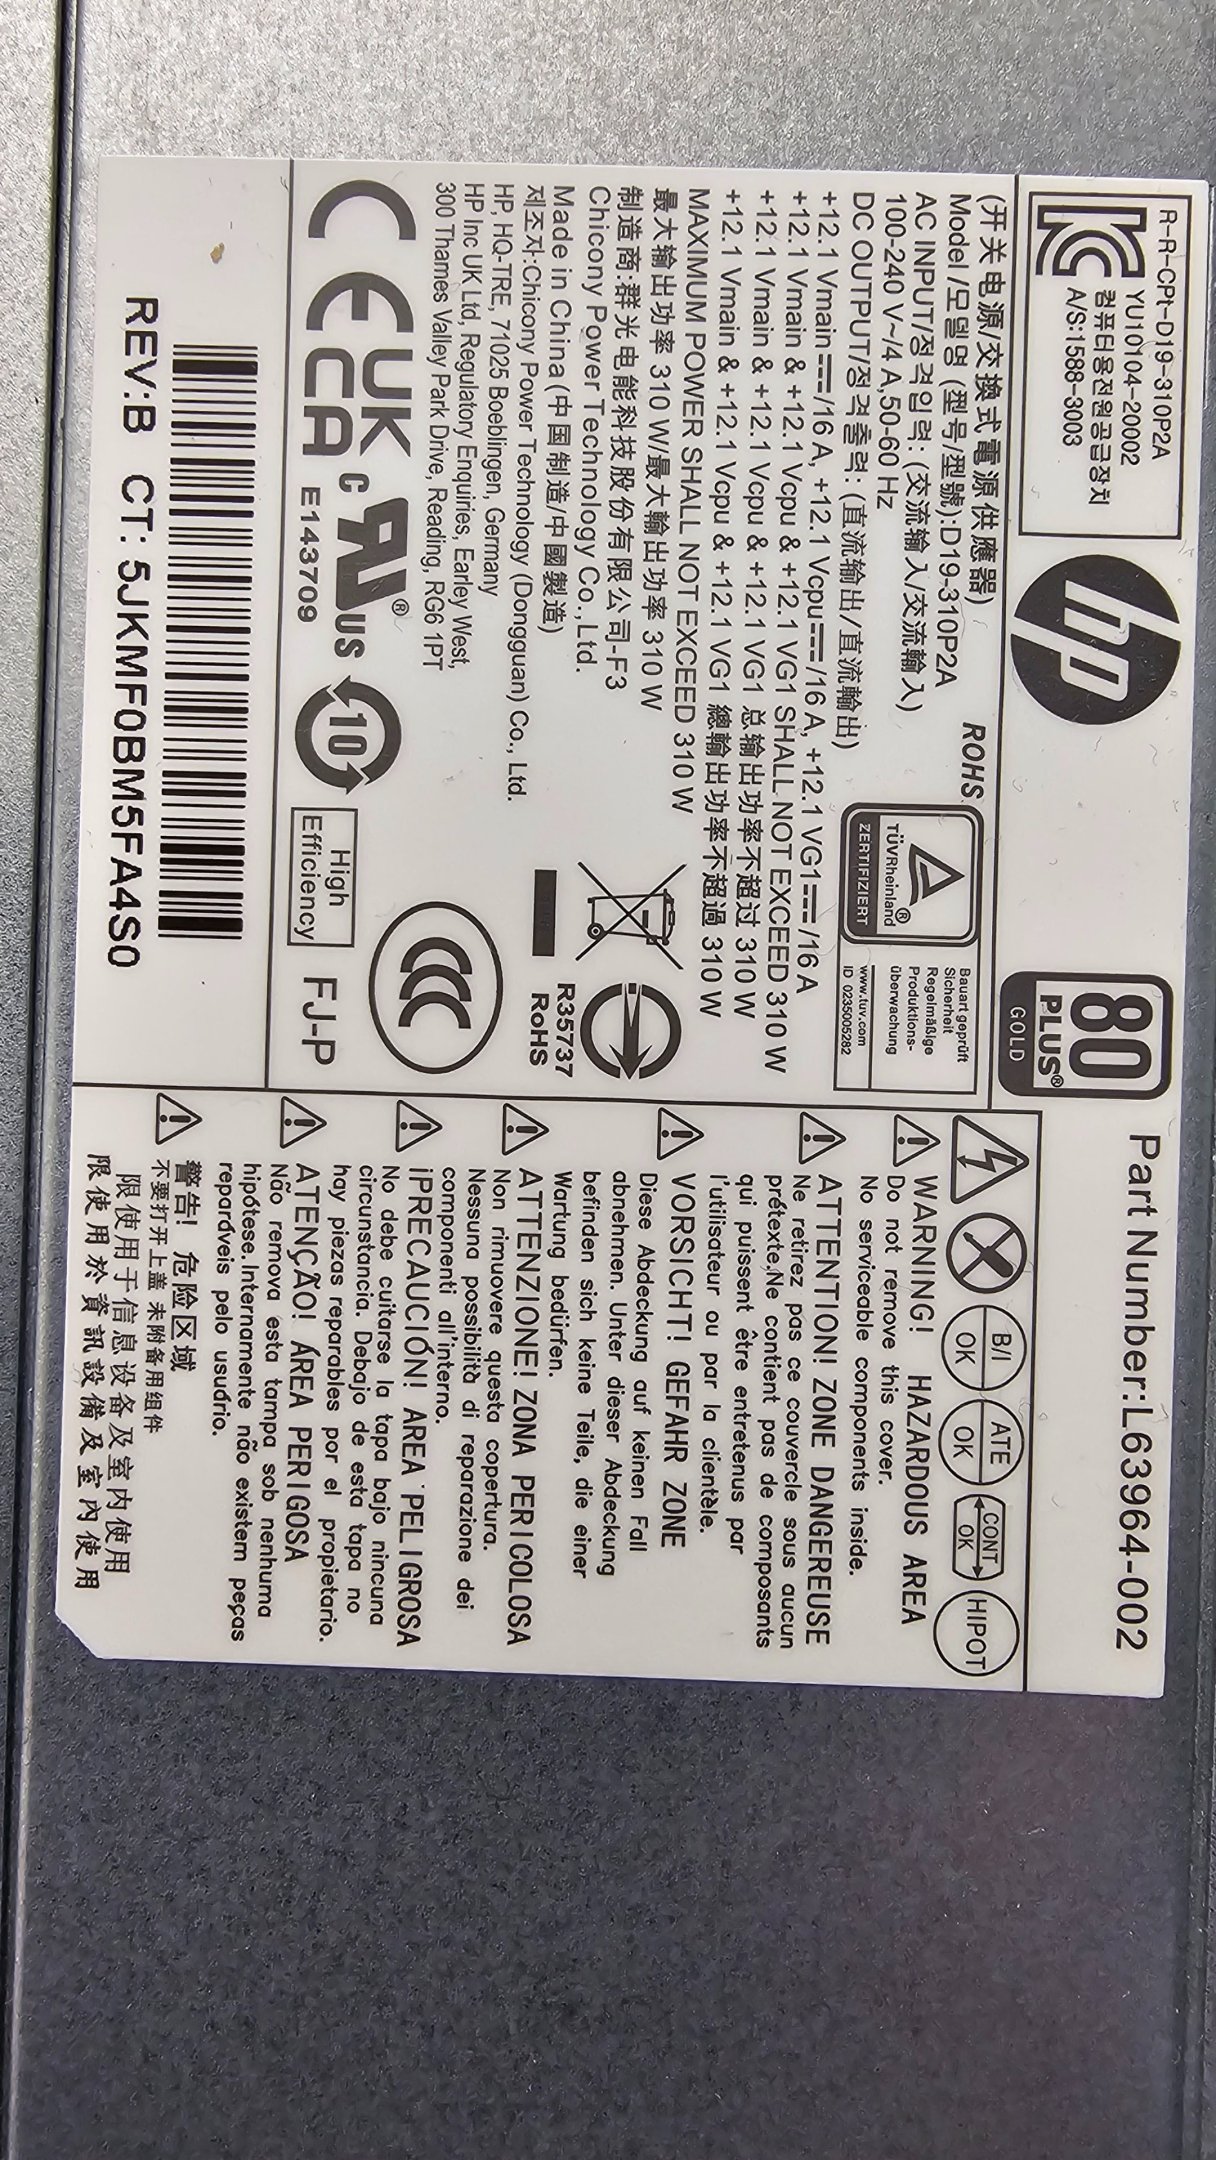 R-R-CPt-D19-310P2A
YU10104-20002
컴퓨터용전원공급장치
A/S:1588-3003
hp
80
PLUS®
GOLD
Part Number:L63964-002
(开关电源/交換式電源供應器)
ROHS
Model/모델명 (型号/型號):D19-310P2A
AC INPUT/정격입력: (交流输入/交流輸入)
100-240 V~/4 A,50-60 Hz
DC OUTPUT/정격출력: (直流输出/直流輸出)
+12.1 Vmain⎓/16 A, +12.1 Vcpu⎓/16 A, +12.1 VG1⎓/16 A
+12.1 Vmain & +12.1 Vcpu & +12.1 VG1 SHALL NOT EXCEED 310 W
+12.1 Vmain & +12.1 Vcpu & +12.1 VG1 总输出功率不超过 310 W
+12.1 Vmain & +12.1 Vcpu & +12.1 VG1 總輸出功率不超過 310 W
MAXIMUM POWER SHALL NOT EXCEED 310 W
最大输出功率 310 W/最大輸出功率 310 W
制造商:群光电能科技股份有限公司-F3
Chicony Power Technology Co., Ltd.
Made in China (中国制造/中國製造)
제조자:Chicony Power Technology (Dongguan) Co., Ltd.
HP, HQ-TRE, 71025 Boeblingen, Germany
HP Inc UK Ltd, Regulatory Enquiries, Earley West,
300 Thames Valley Park Drive, Reading, RG6 1PT
TÜVRheinland®
ZERTIFIZIERT
Bauart geprüft
Sicherheit
Regelmäßige
Produktions-
überwachung
www.tuv.com
ID 0235005282
R35737
RoHS
CE
UK
CA
c
®
US
E143709
10
High
Efficiency
CCC
FJ-P
REV:B CT: 5JKMF0BM5FA4S0
B/I
OK
ATE
OK
CONT
OK
HIPOT
WARNING! HAZARDOUS AREA
Do not remove this cover.
No serviceable components inside.
ATTENTION! ZONE DANGEREUSE
Ne retirez pas ce couvercle sous aucun
prétexte,Ne contient pas de composants
qui puissent être entretenus par
l'utilisateur ou par la clientèle.
VORSICHT! GEFAHR ZONE
Diese Abdeckung auf keinen Fall
abnehmen. Unter dieser Abdeckung
befinden sich keine Teile, die einer
Wartung bedürfen.
ATTENZIONE! ZONA PERICOLOSA
Non rimuovere questa copertura.
Nessuna possibilità di reparazione dei
componenti all'interno.
¡PRECAUCIÓN! AREA PELIGROSA
No debe cuitarse la tapa bajo nincuna
circunstancia. Debajo de esta tapa no
hay piezas reparables por el propietario.
ATENÇÃO! ÁREA PERIGOSA
Não remova esta tampa sob nenhuma
hipótese.Internamente não existem peças
reparáveis pelo usuário.
警告! 危险区域
不要打开上盖 未附备用组件
限使用于信息设备及室内使用
限使用於資訊設備及室內使用